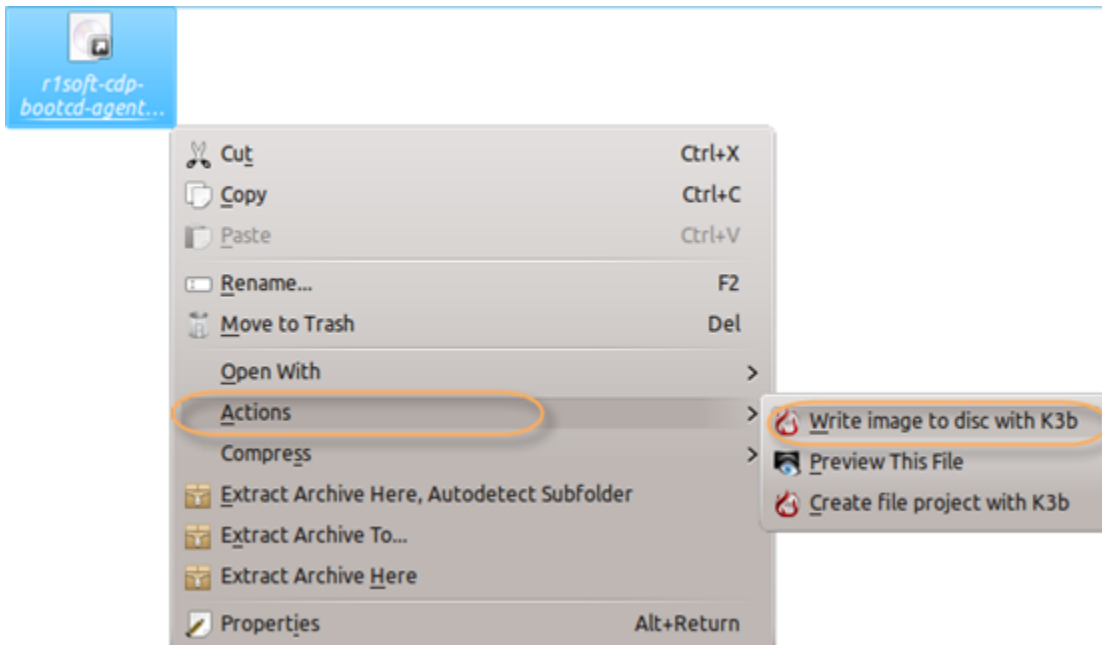 r1soft-cdp-
bootcd-agent...
Cut Ctrl+X
Copy Ctrl+C
Paste Ctrl+V
Rename... F2
Move to Trash Del
Open With
Actions
Write image to disc with K3b
Compress
Preview This File
Extract Archive Here, Autodetect Subfolder
Create file project with K3b
Extract Archive To...
Extract Archive Here
Properties Alt+Return